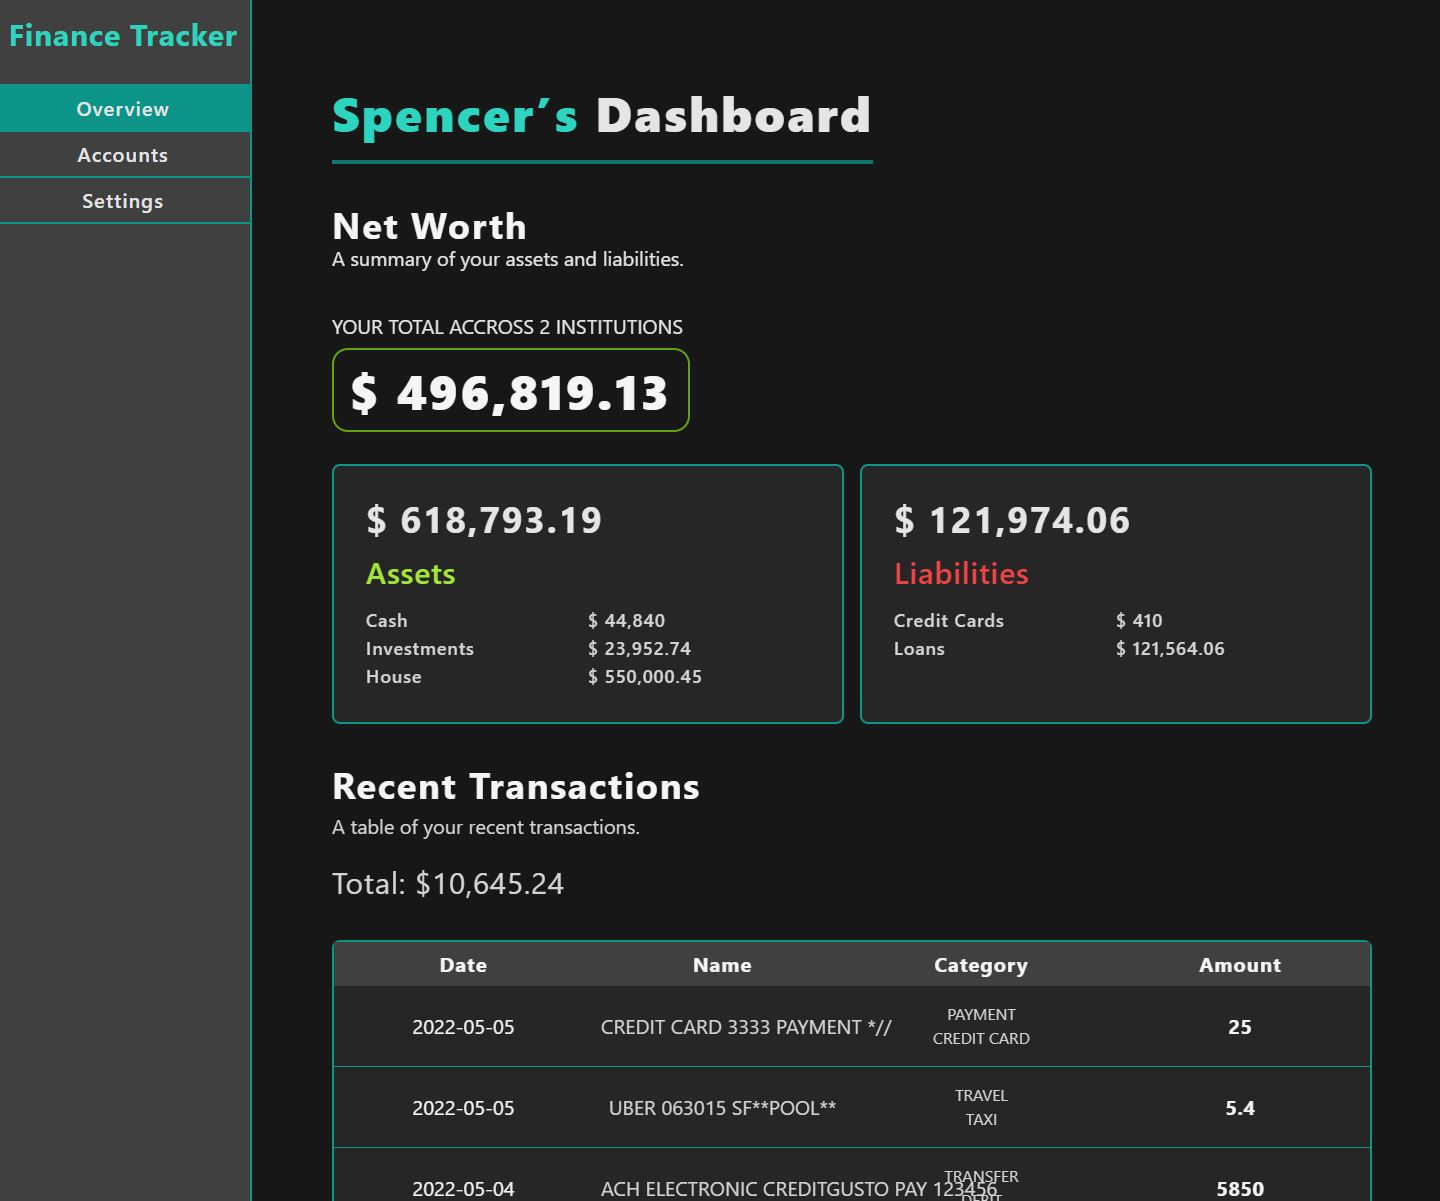 Finance Tracker
Overview
Accounts
Settings
Spencer’s Dashboard
Net Worth
A summary of your assets and liabilities.
YOUR TOTAL ACCROSS 2 INSTITUTIONS
$ 496,819.13
$ 618,793.19
Assets
Cash $ 44,840
Investments $ 23,952.74
House $ 550,000.45
$ 121,974.06
Liabilities
Credit Cards $ 410
Loans $ 121,564.06
Recent Transactions
A table of your recent transactions.
Total: $10,645.24
Date Name Category Amount
2022-05-05 CREDIT CARD 3333 PAYMENT *// PAYMENT CREDIT CARD 25
2022-05-05 UBER 063015 SF**POOL** TRAVEL TAXI 5.4
2022-05-04 ACH ELECTRONIC CREDITGUSTO PAY 123456 TRANSFER DEBIT 5850